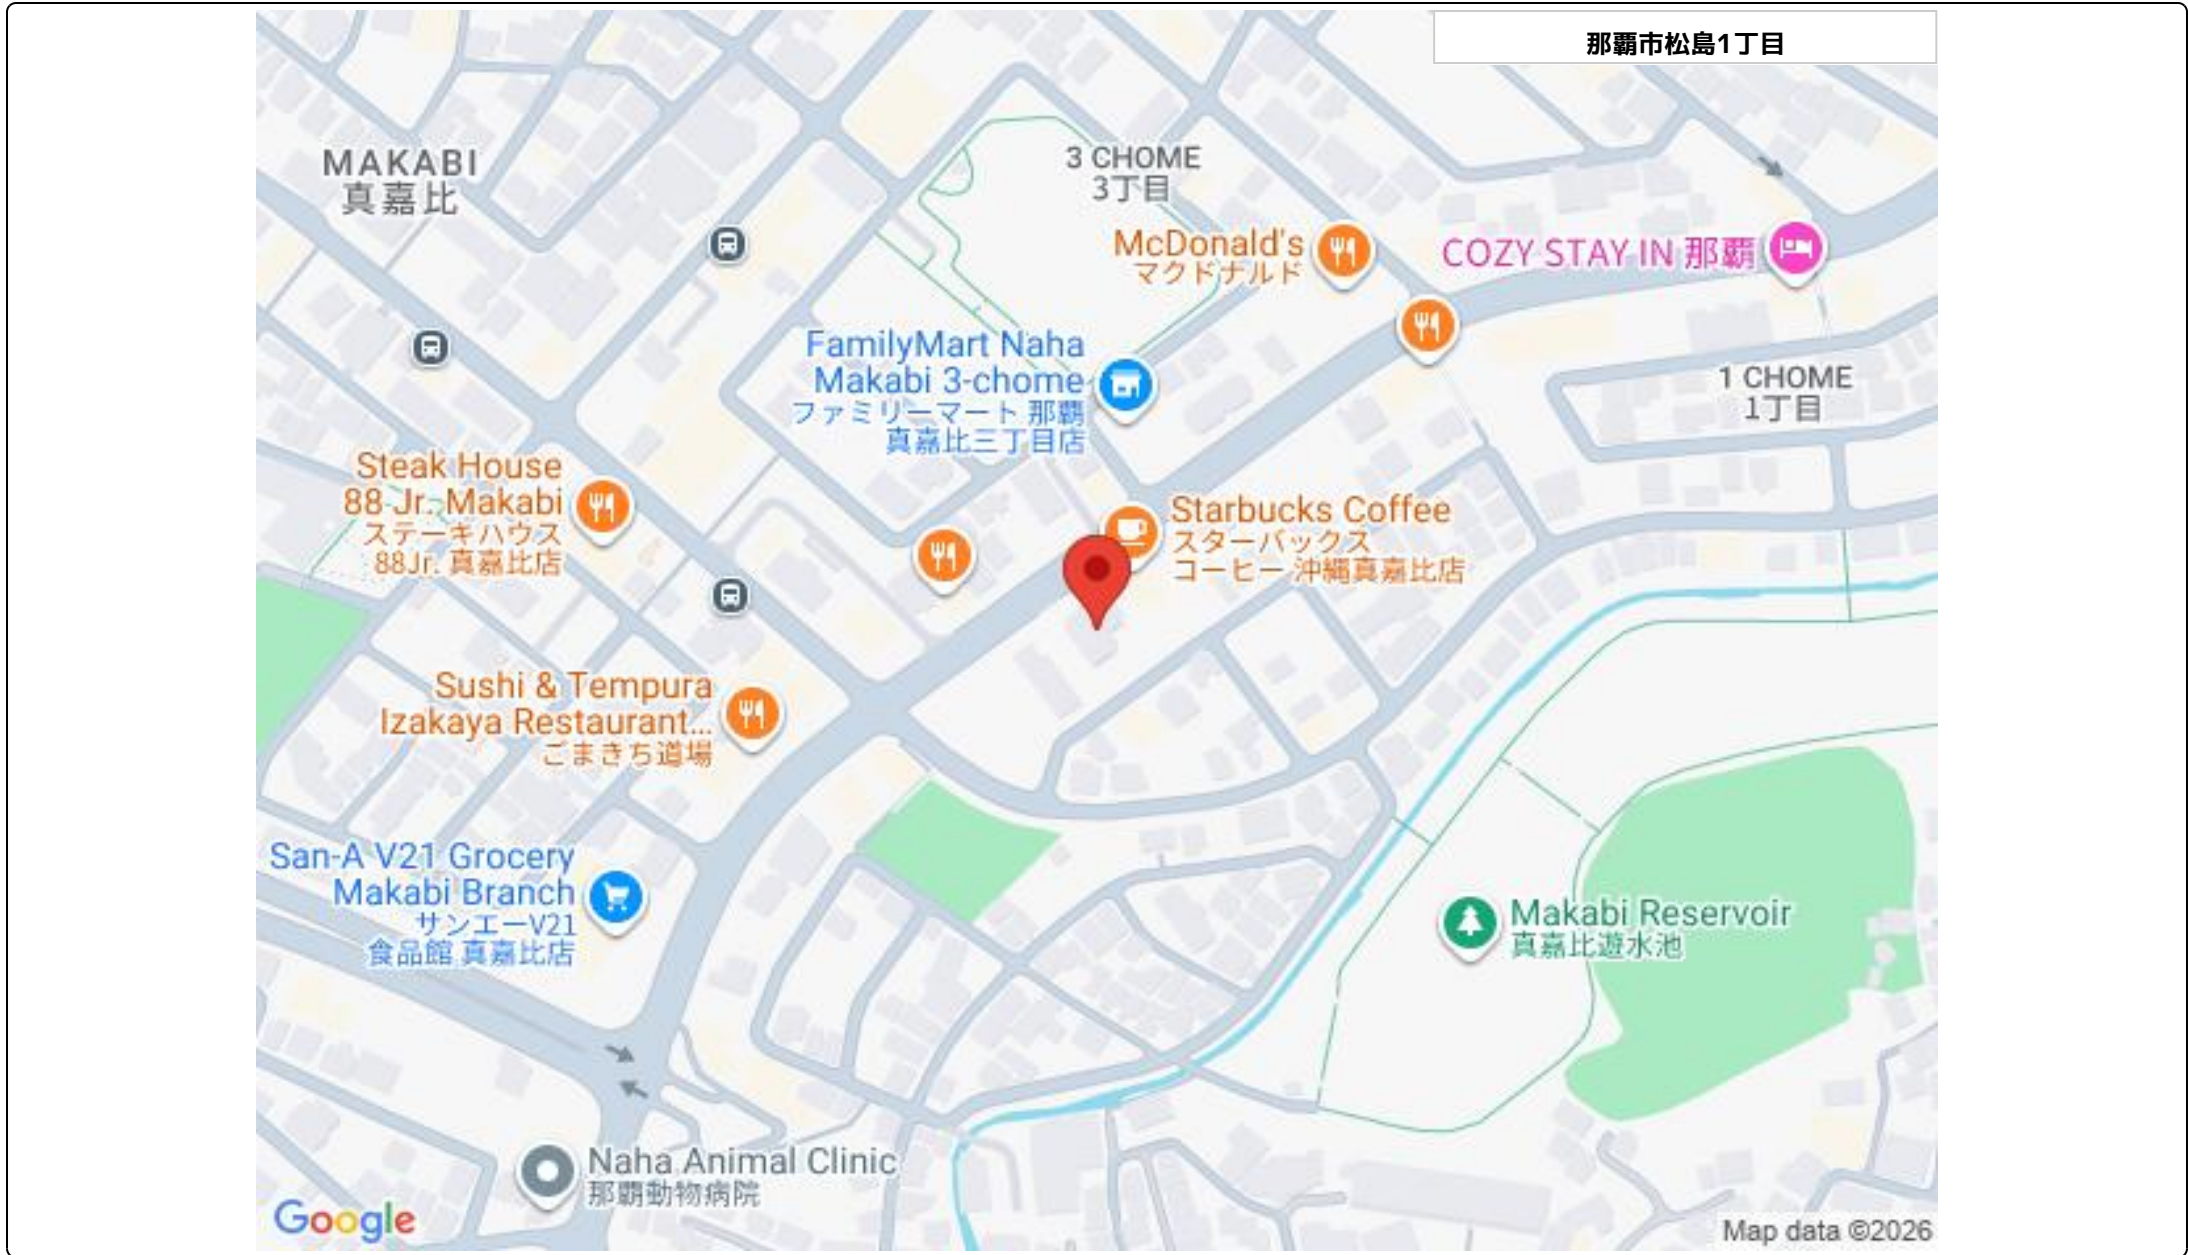 那覇市松島1丁目
MAKABI
真嘉比
3 CHOME
3丁目
McDonald's
マクドナルド
COZY STAY IN 那覇
FamilyMart Naha
Makabi 3-chome
ファミリーマート 那覇
真嘉比三丁目店
1 CHOME
1丁目
Steak House
88 Jr. Makabi
ステーキハウス
88Jr. 真嘉比店
Starbucks Coffee
スターバックス
コーヒー 沖縄真嘉比店
Sushi & Tempura
Izakaya Restaurant...
ごまきち道場
San-A V21 Grocery
Makabi Branch
サンエーV21
食品館 真嘉比店
Makabi Reservoir
真嘉比遊水池
Naha Animal Clinic
那覇動物病院
Google
Map data ©2026